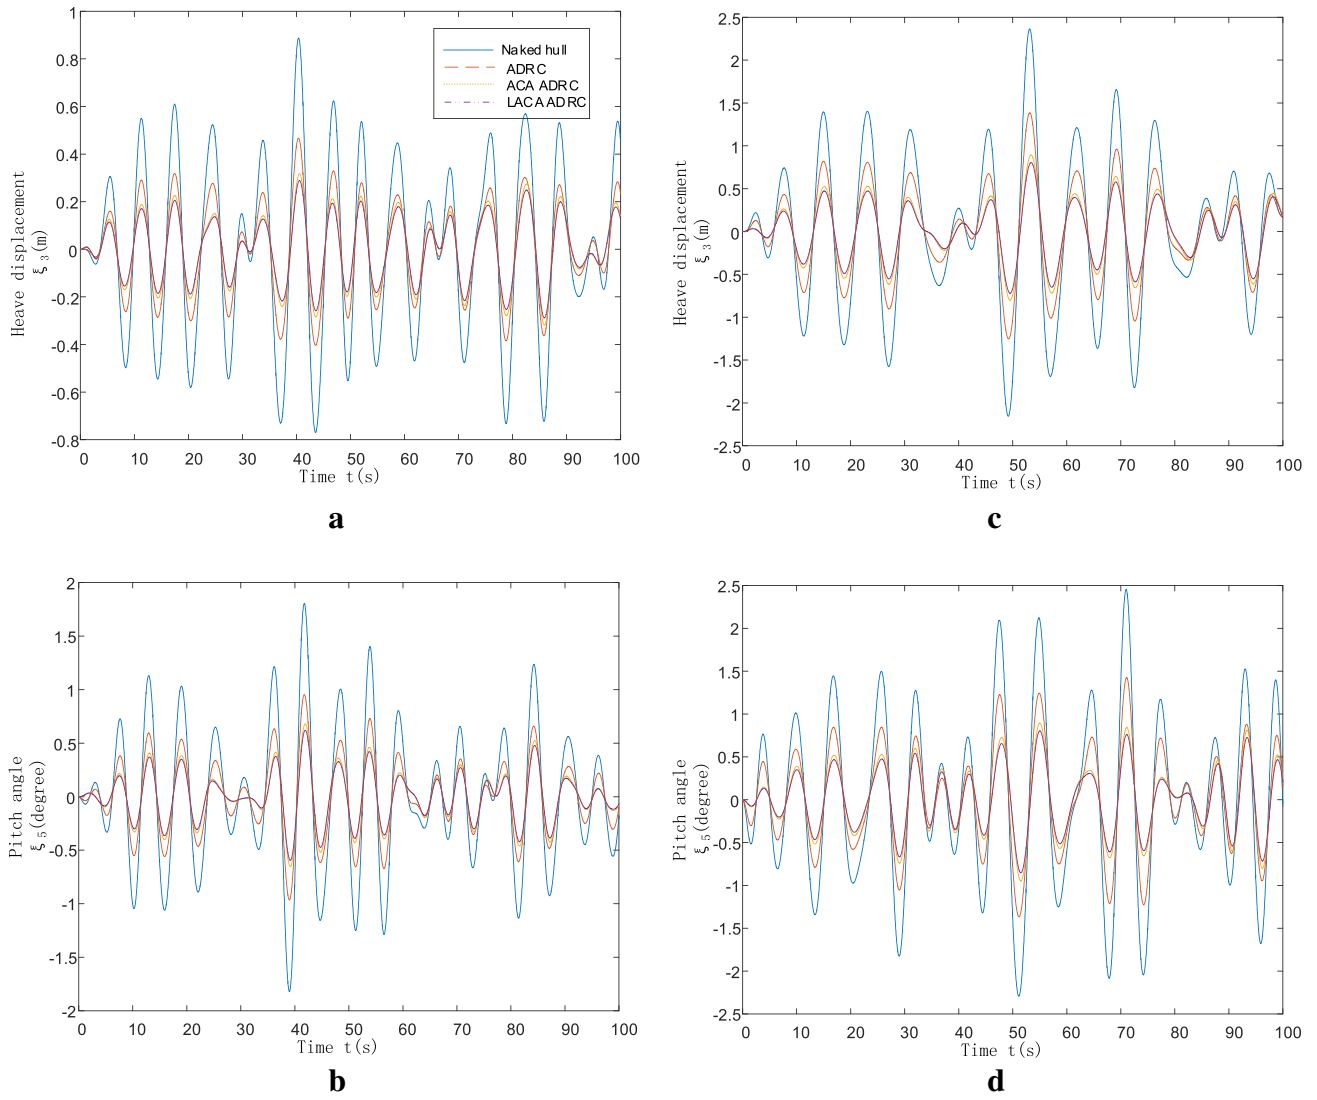 1
0.8
0.6
0.4
0.2
0
-0.2
-0.4
-0.6
-0.8
Heave displacement
ξ3(m)
Naked hull
ADRC
ACA ADRC
LACA ADRC
0 10 20 30 40 50 60 70 80 90 100
Time t(s)
a
2.5
2
1.5
1
0.5
0
-0.5
-1
-1.5
-2
-2.5
Heave displacement
ξ3(m)
0 10 20 30 40 50 60 70 80 90 100
Time t(s)
c
2
1.5
1
0.5
0
-0.5
-1
-1.5
-2
Pitch angle
ξ5(degree)
0 10 20 30 40 50 60 70 80 90 100
Time t(s)
b
2.5
2
1.5
1
0.5
0
-0.5
-1
-1.5
-2
-2.5
Pitch angle
ξ5(degree)
0 10 20 30 40 50 60 70 80 90 100
Time t(s)
d